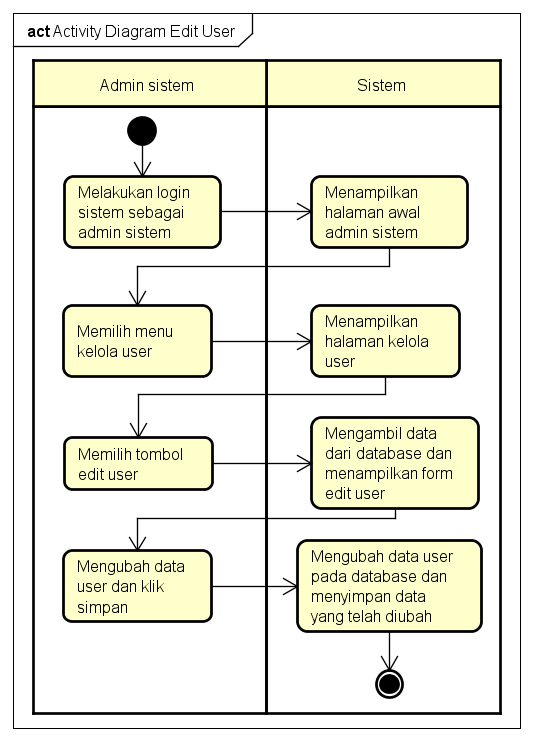 act Activity Diagram Edit User
Admin sistem
Sistem
Melakukan login
sistem sebagai
admin sistem
Menampilkan
halaman awal
admin sistem
Memilih menu
kelola user
Menampilkan
halaman kelola
user
Memilih tombol
edit user
Mengambil data
dari database dan
menampilkan form
edit user
Mengubah data
user dan klik
simpan
Mengubah data user
pada database dan
menyimpan data
yang telah diubah